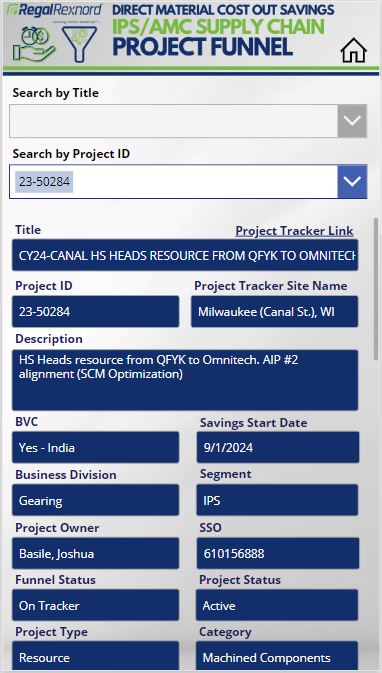 RegalRexnord
DIRECT MATERIAL COST OUT SAVINGS
IPS/AMC SUPPLY CHAIN
PROJECT FUNNEL
Search by Title
Search by Project ID
23-50284
Title
Project Tracker Link
CY24-CANAL HS HEADS RESOURCE FROM QFYK TO OMNITECH
Project ID
Project Tracker Site Name
23-50284
Milwaukee (Canal St.), WI
Description
HS Heads resource from QFYK to Omnitech. AIP #2
alignment (SCM Optimization)
BVC
Savings Start Date
Yes - India
9/1/2024
Business Division
Segment
Gearing
IPS
Project Owner
SSO
Basile, Joshua
610156888
Funnel Status
Project Status
On Tracker
Active
Project Type
Category
Resource
Machined Components